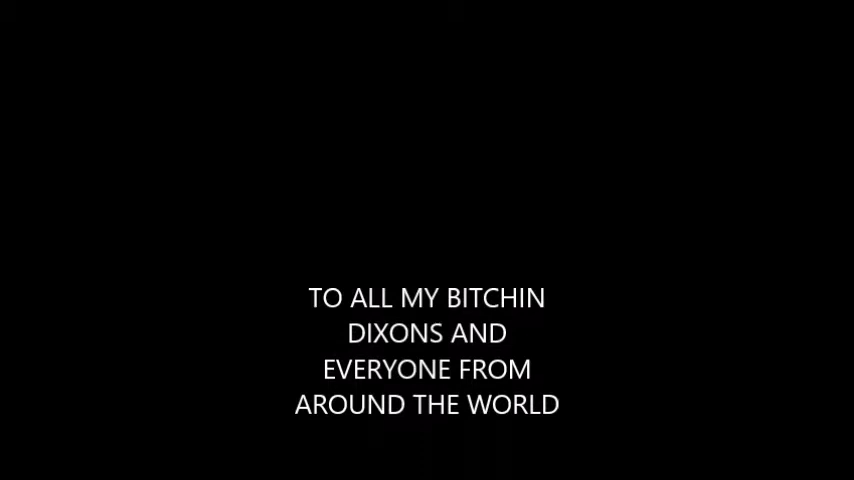 TO ALL MY BITCHIN
DIXONS AND
EVERYONE FROM
AROUND THE WORLD